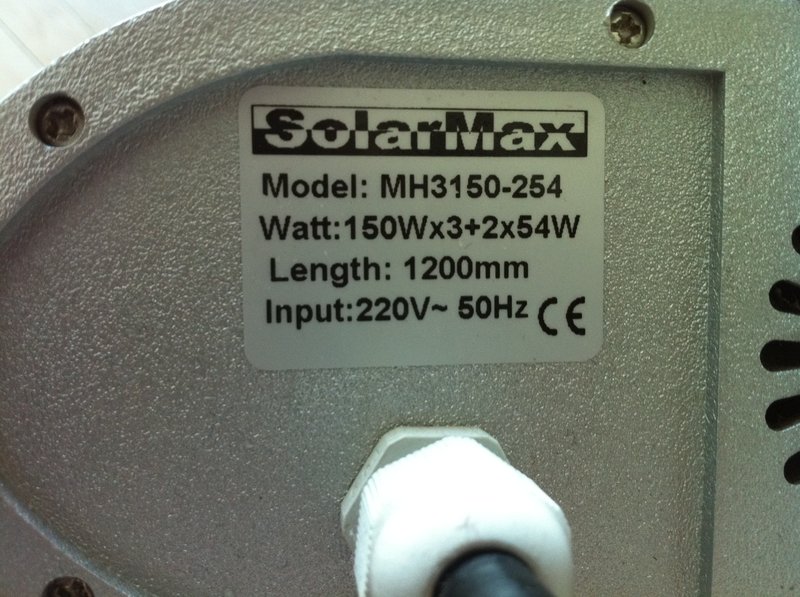 SolarMax
Model: MH3150-254
Watt:150Wx3+2x54W
Length: 1200mm
Input:220V~ 50Hz CE